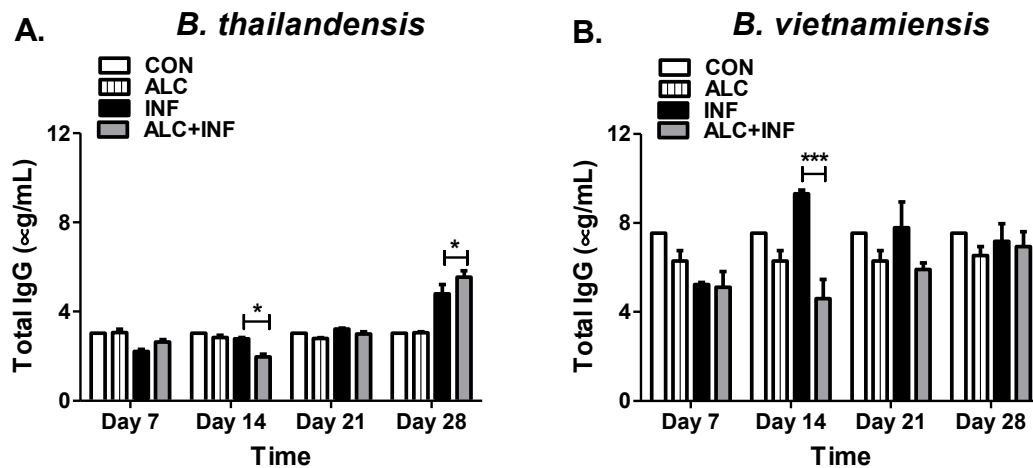 A. B. thailandensis
CON
ALC
INF
ALC+INF
Total IgG (∝g/mL)
12
8
4
0
*
*
Day 7 Day 14 Day 21 Day 28
Time
B. B. vietnamiensis
CON
ALC
INF
ALC+INF
Total IgG (∝g/mL)
12
8
4
0
***
Day 7 Day 14 Day 21 Day 28
Time